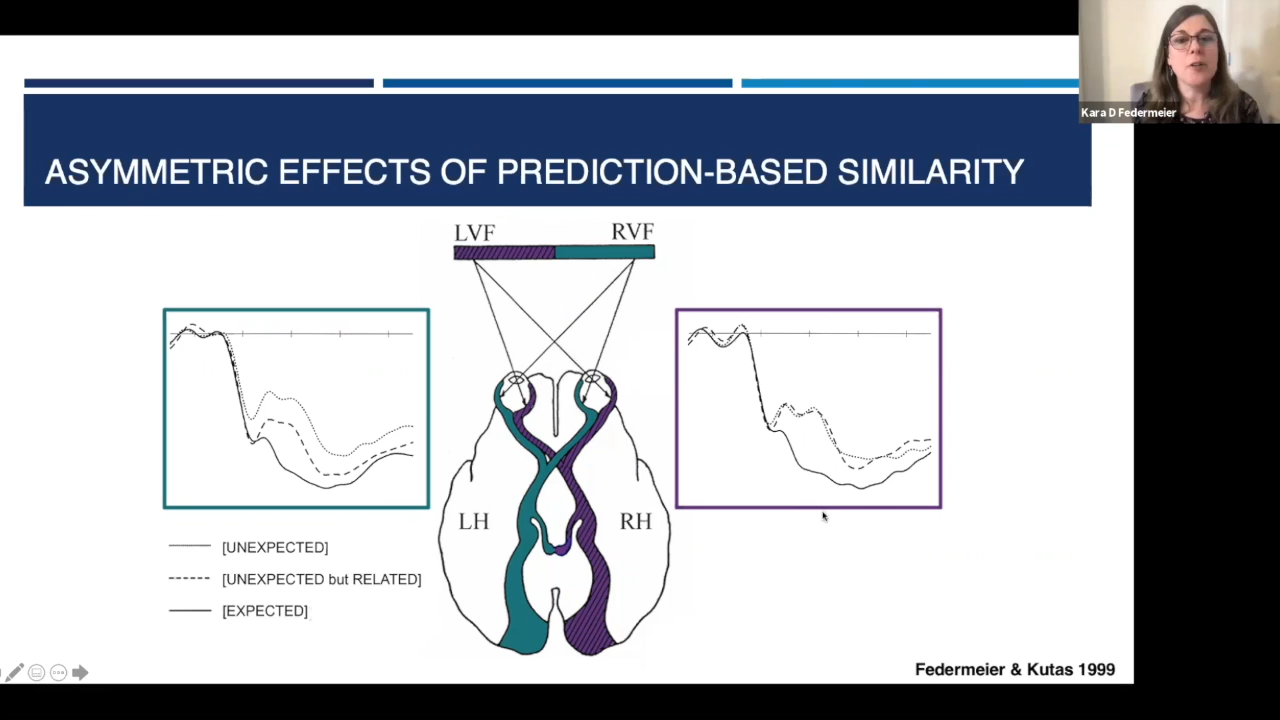 Kara D Federmeier
ASYMMETRIC EFFECTS OF PREDICTION-BASED SIMILARITY
LVF
RVF
LH
RH
[UNEXPECTED]
[UNEXPECTED but RELATED]
[EXPECTED]
Federmeier & Kutas 1999